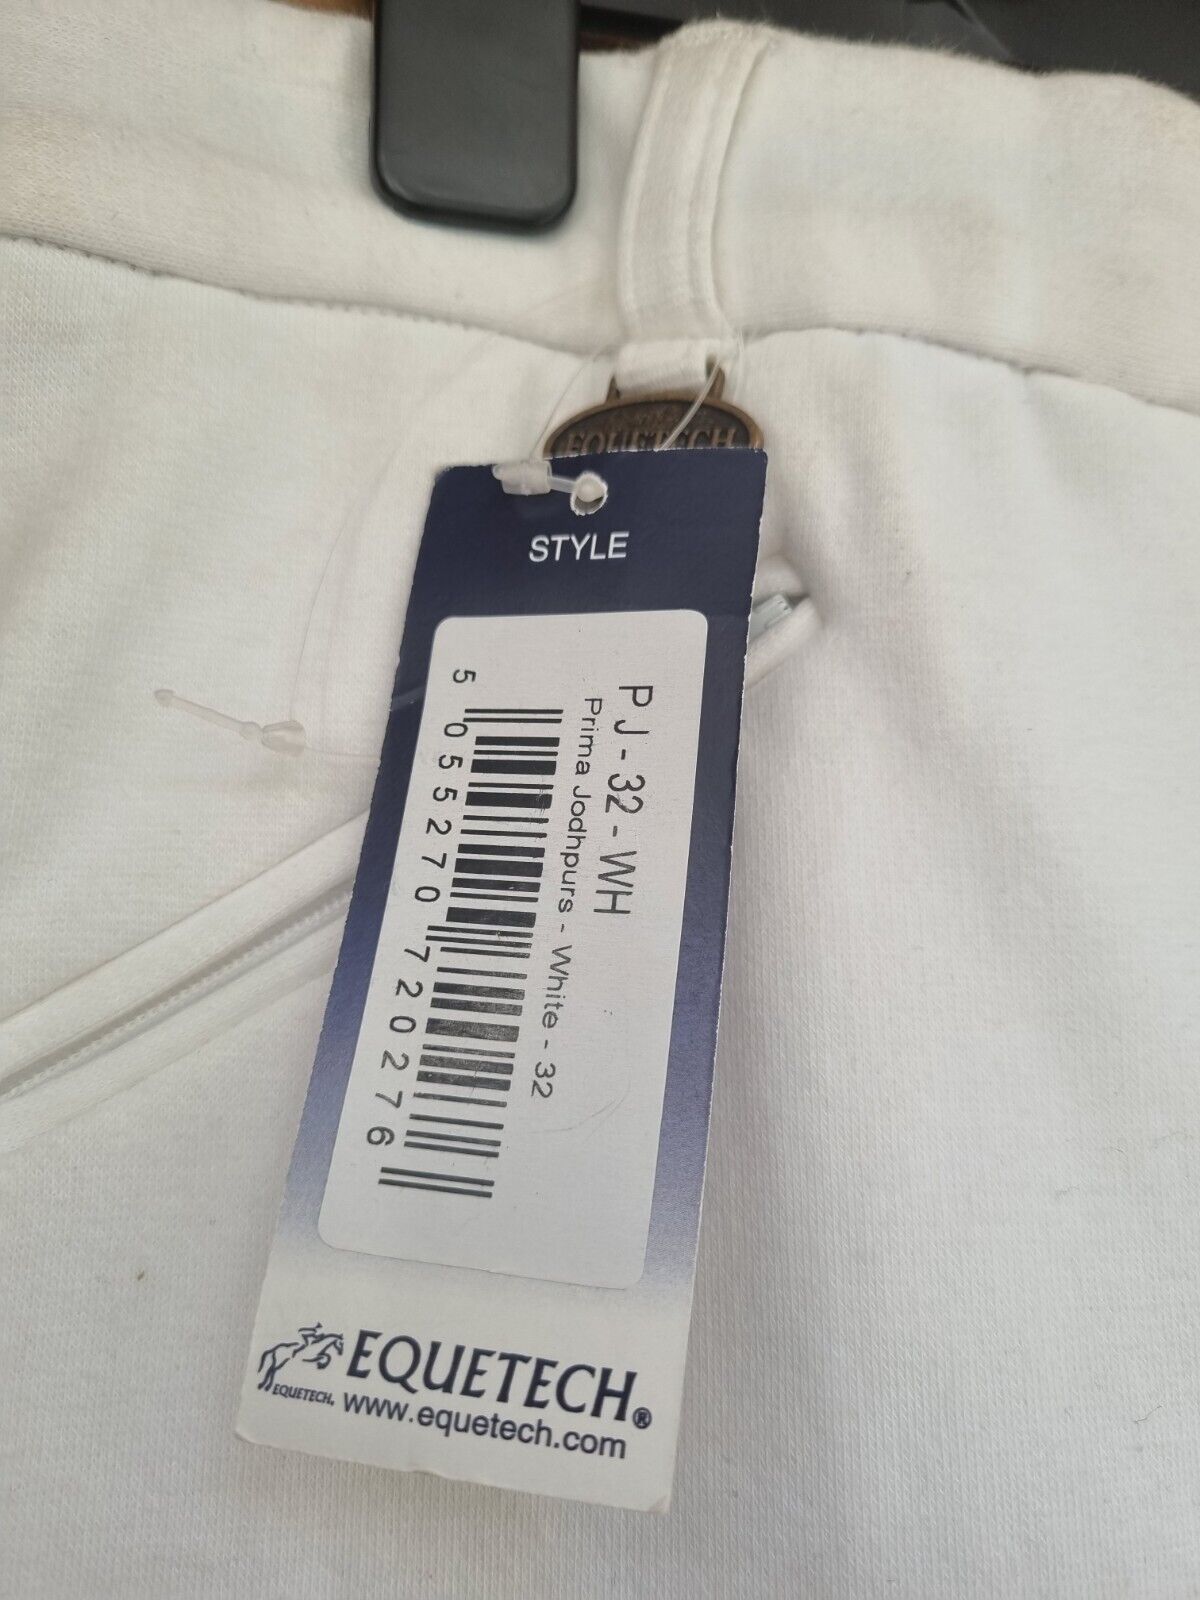 EQUETECH
STYLE
PJ-32-WH
Prima Jodhpurs - White - 32
5 055270 720276
EQUETECH®
EQUETECH.
www.equetech.com